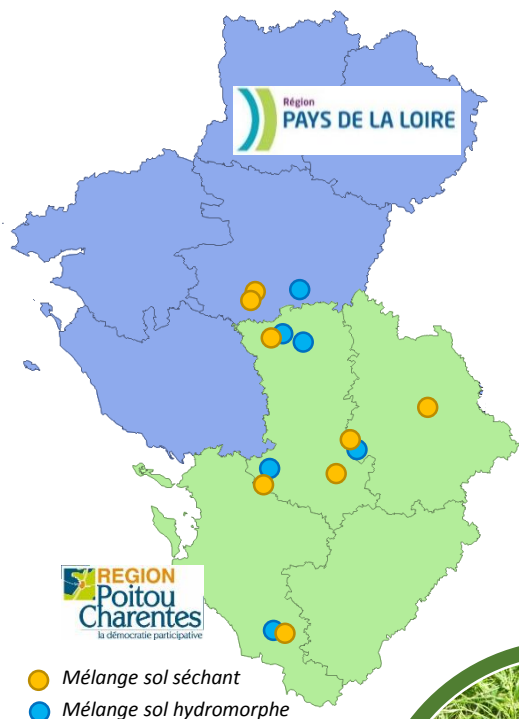 Région
PAYS DE LA LOIRE
REGION
Poitou
Charentes
la démocratie participative
Mélange sol séchant
Mélange sol hydromorphe